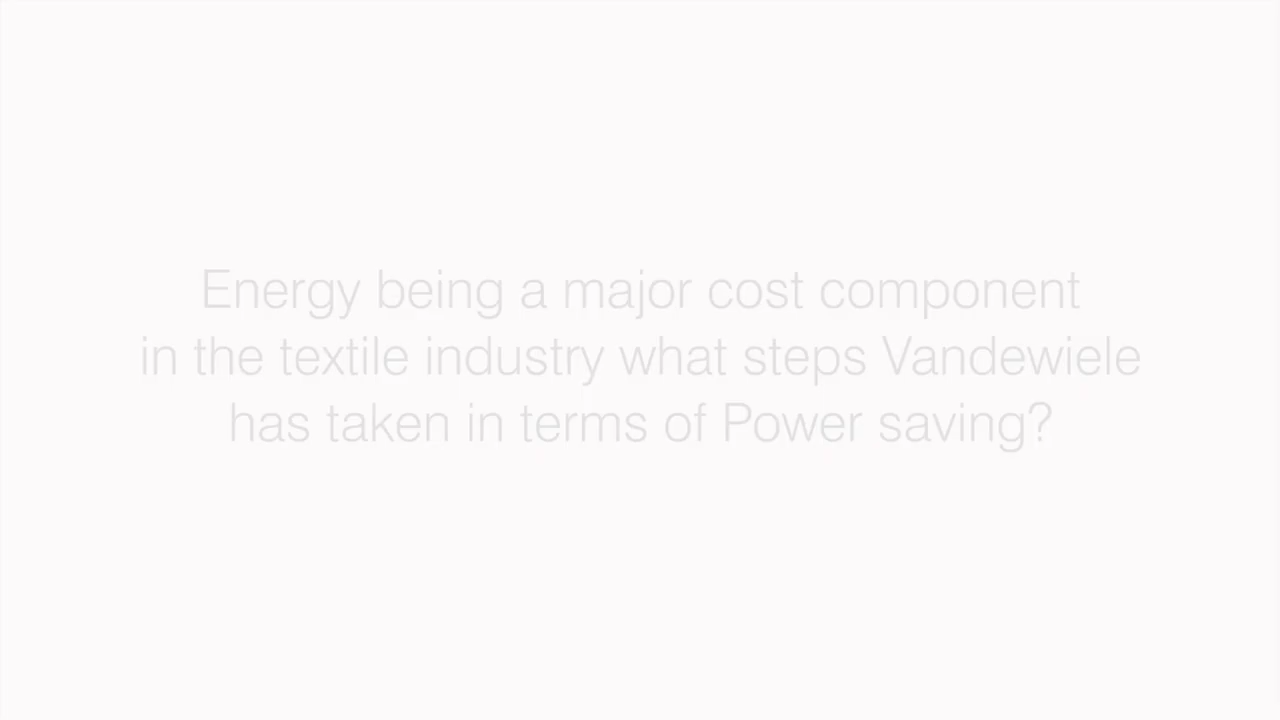 Energy being a major cost component
in the textile industry what steps Vandewiele
has taken in terms of Power saving?